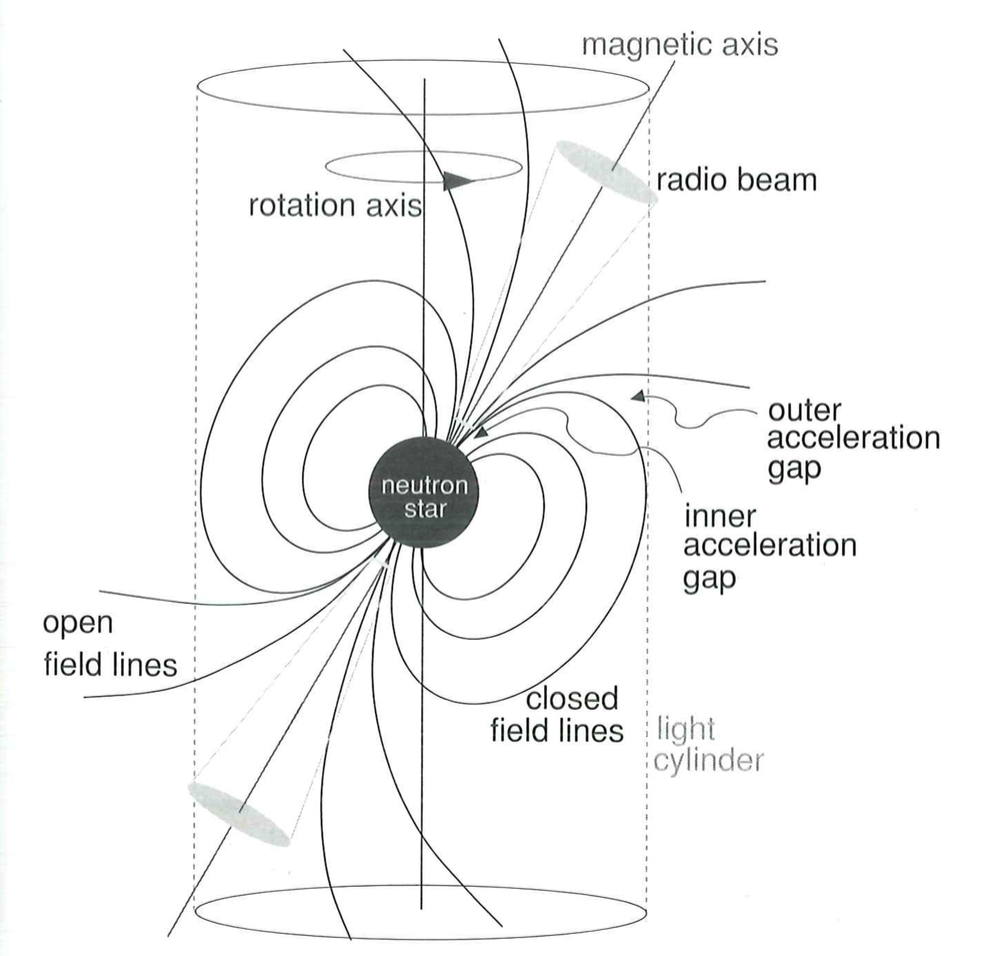 magnetic axis
radio beam
rotation axis
outer
acceleration
gap
neutron
star
inner
acceleration
gap
open
field lines
closed
field lines
light
cylinder